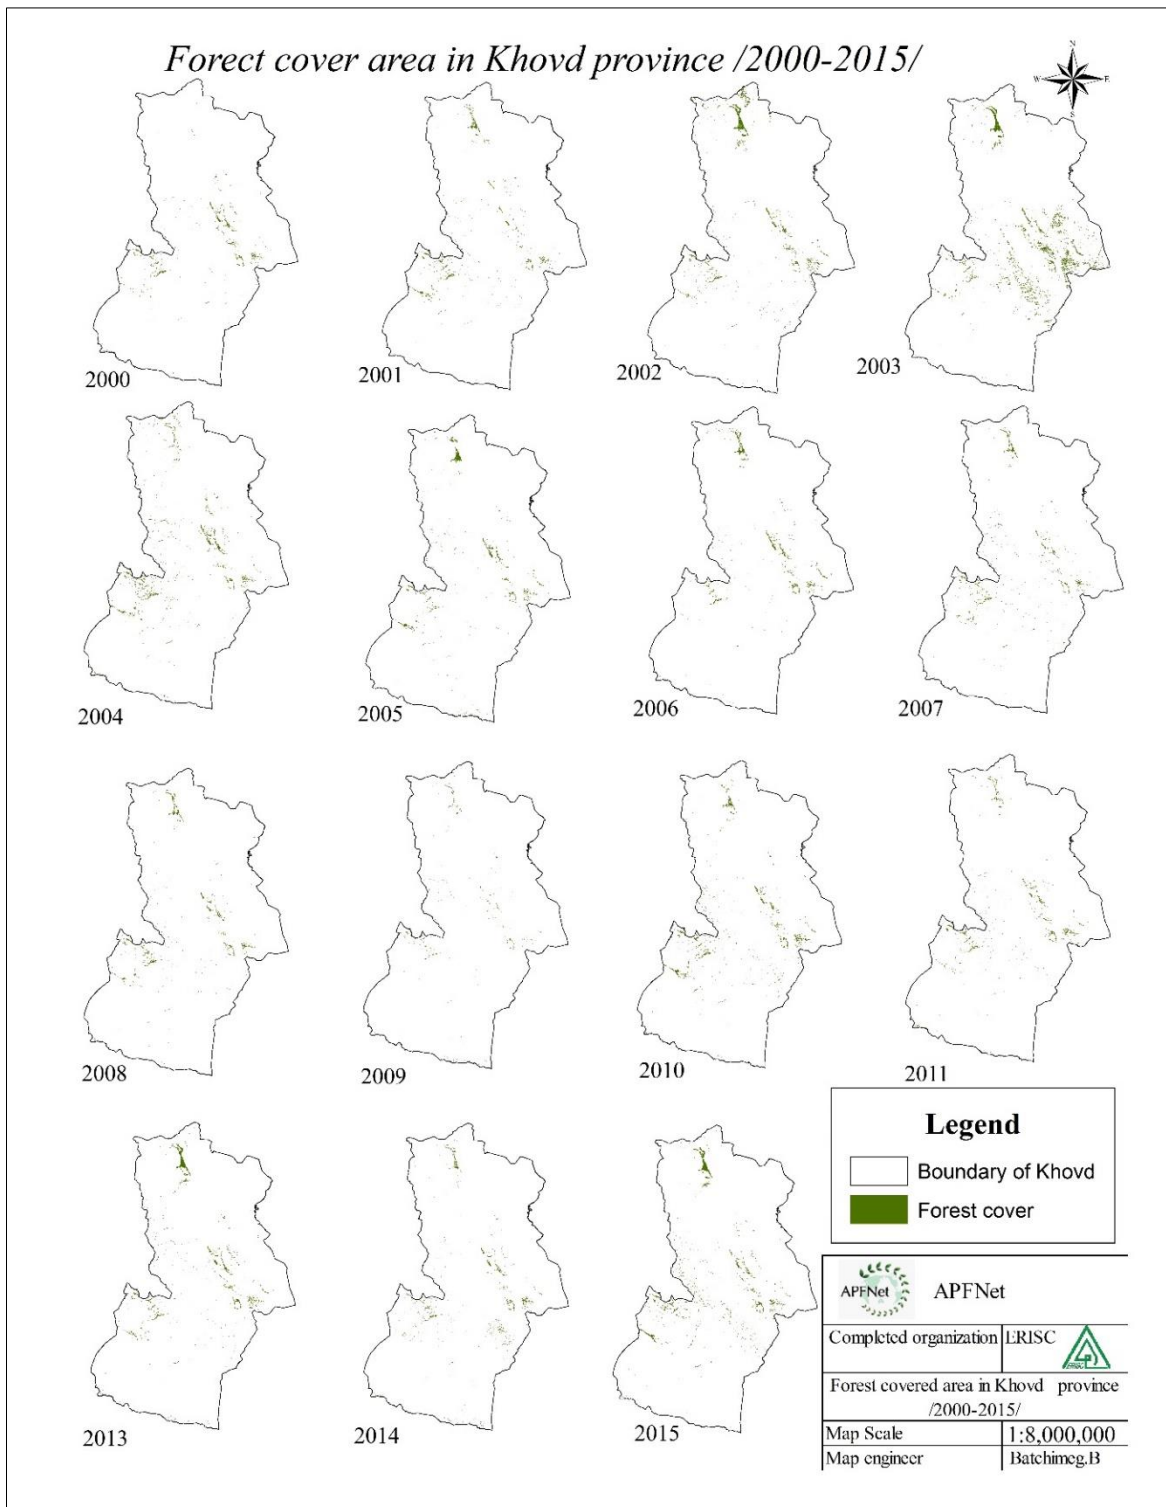 Forect cover area in Khovd province /2000-2015/
N
W E
S
2000
2001
2002
2003
2004
2005
2006
2007
2008
2009
2010
2011
2013
2014
2015
Legend
Boundary of Khovd
Forest cover
APFNet APFNet
Completed organization ERISC
Forest covered area in Khovd province
/2000-2015/
Map Scale 1:8,000,000
Map engineer Batchimeg.B